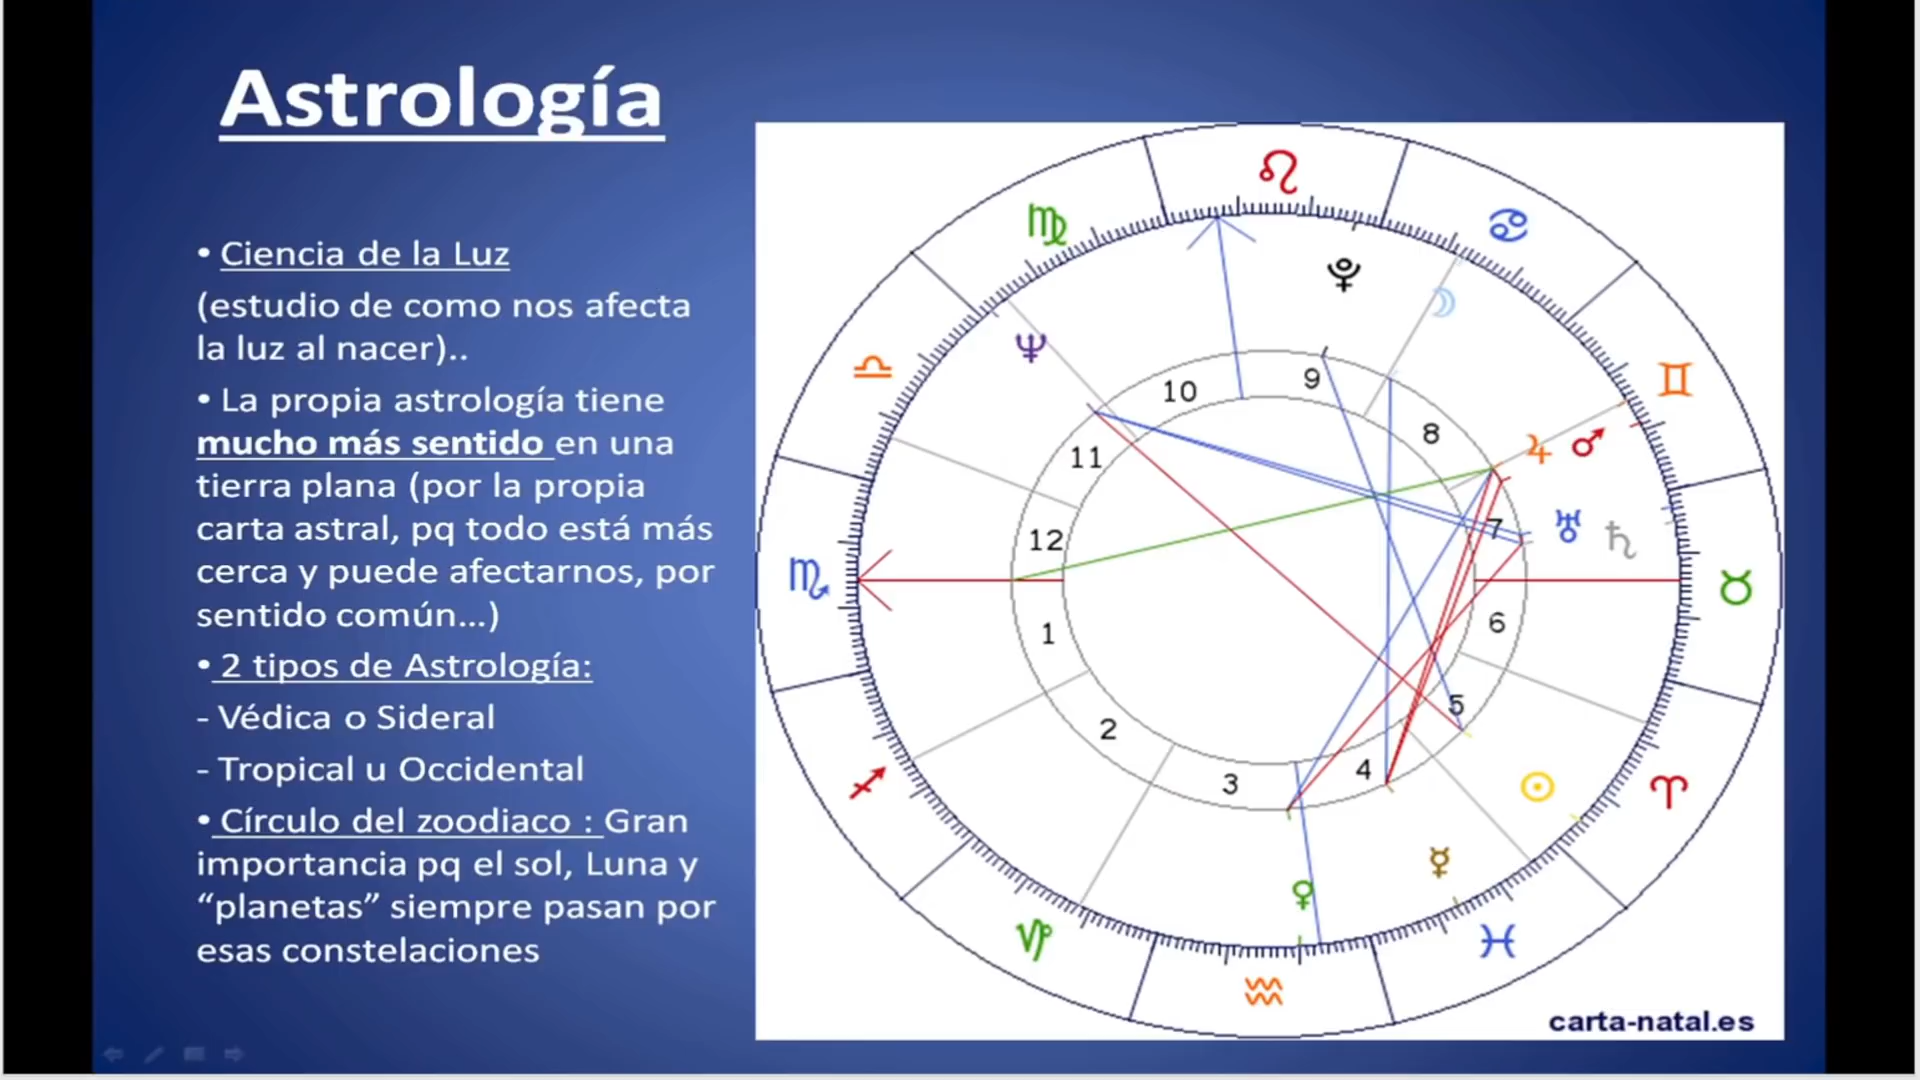 Astrología
• Ciencia de la Luz
(estudio de como nos afecta
la luz al nacer)..
• La propia astrología tiene
mucho más sentido en una
tierra plana (por la propia
carta astral, pq todo está más
cerca y puede afectarnos, por
sentido común...)
• 2 tipos de Astrología:
- Védica o Sideral
- Tropical u Occidental
• Círculo del zoodiaco : Gran
importancia pq el sol, Luna y
“planetas” siempre pasan por
esas constelaciones
♌
♍
♋
♇
☽
♆
♎
♊
10
9
8
♃
♂
11
7
♅
♄
12
♏
♉
1
6
5
2
3
4
♐
☉
♈
☿
♀
♑
♓
♒
carta-natal.es